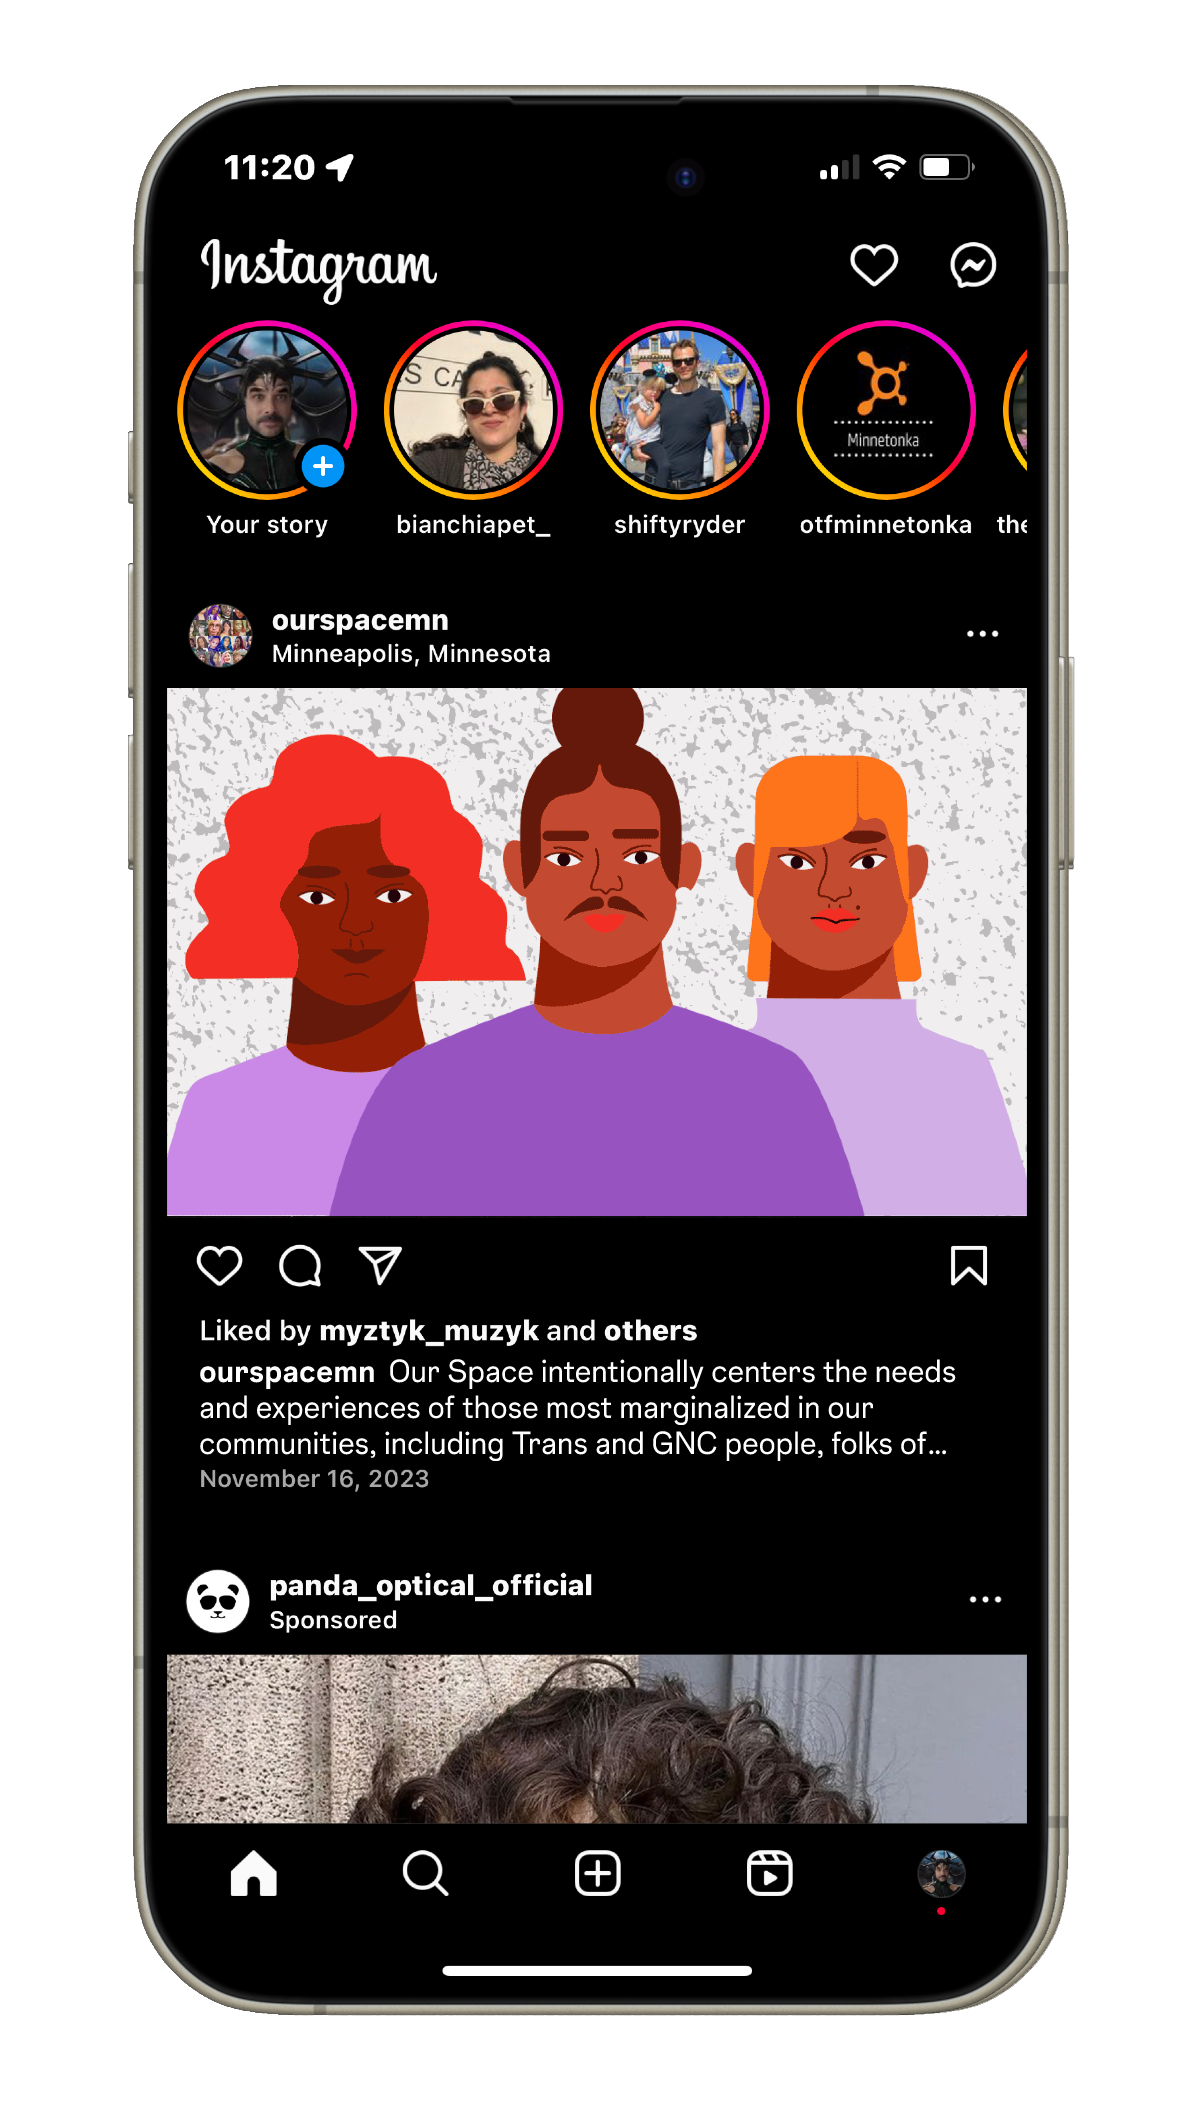 11:20
Instagram
S CA
Minnetonka
Your story
bianchiapet_
shiftyryder
otfminnetonka
the
ourspacemn
Minneapolis, Minnesota
Liked by myztyk_muzyk and others
ourspacemn Our Space intentionally centers the needs
and experiences of those most marginalized in our
communities, including Trans and GNC people, folks of...
November 16, 2023
panda_optical_official
Sponsored